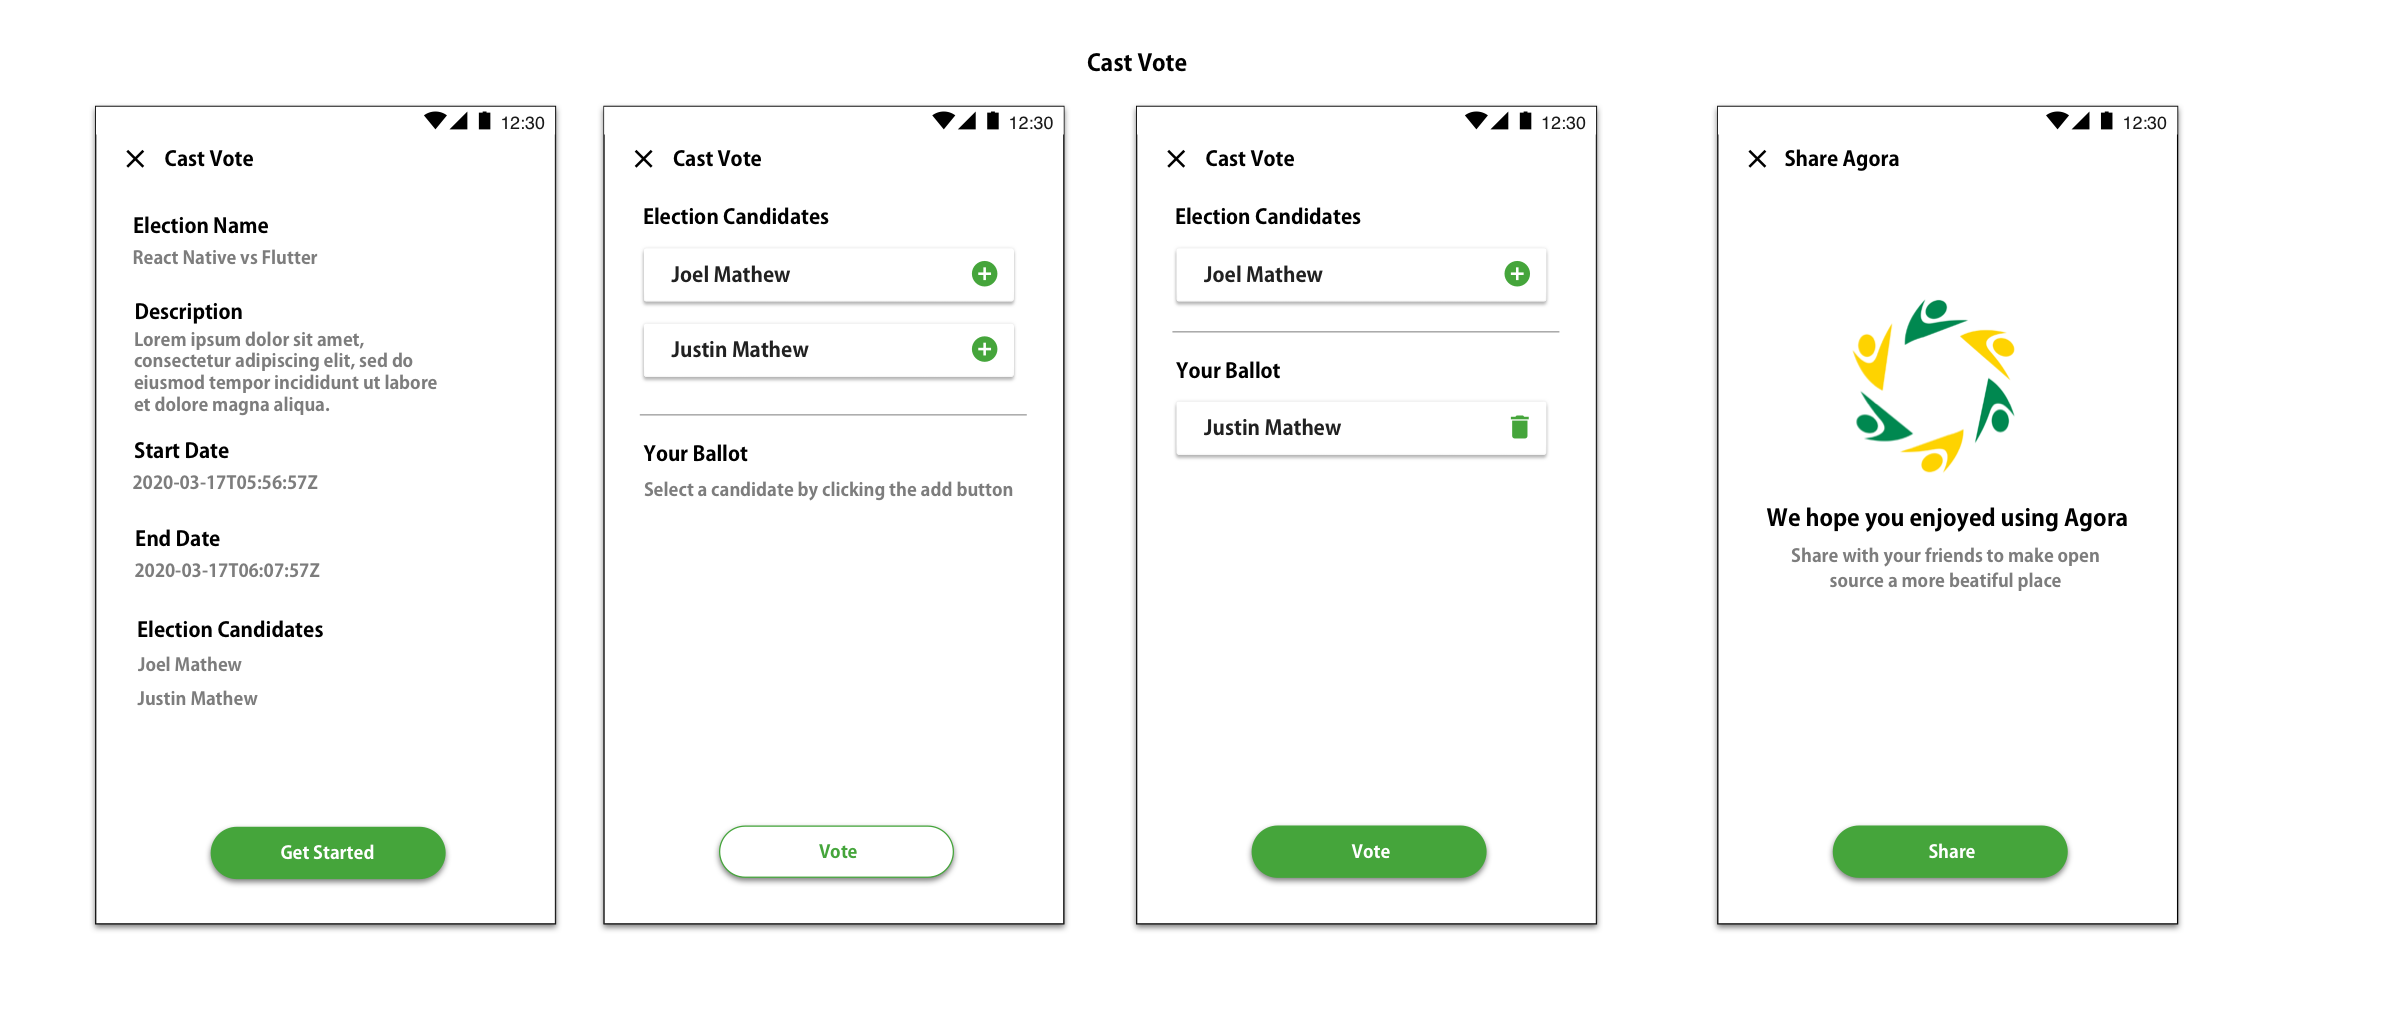 Cast Vote
12:30
Cast Vote
Election Name
React Native vs Flutter
Description
Lorem ipsum dolor sit amet,
consectetur adipiscing elit, sed do
eiusmod tempor incididunt ut labore
et dolore magna aliqua.
Start Date
2020-03-17T05:56:57Z
End Date
2020-03-17T06:07:57Z
Election Candidates
Joel Mathew
Justin Mathew
Get Started
12:30
Cast Vote
Election Candidates
Joel Mathew
Justin Mathew
Your Ballot
Select a candidate by clicking the add button
Vote
12:30
Cast Vote
Election Candidates
Joel Mathew
Your Ballot
Justin Mathew
Vote
12:30
Share Agora
We hope you enjoyed using Agora
Share with your friends to make open
source a more beatiful place
Share